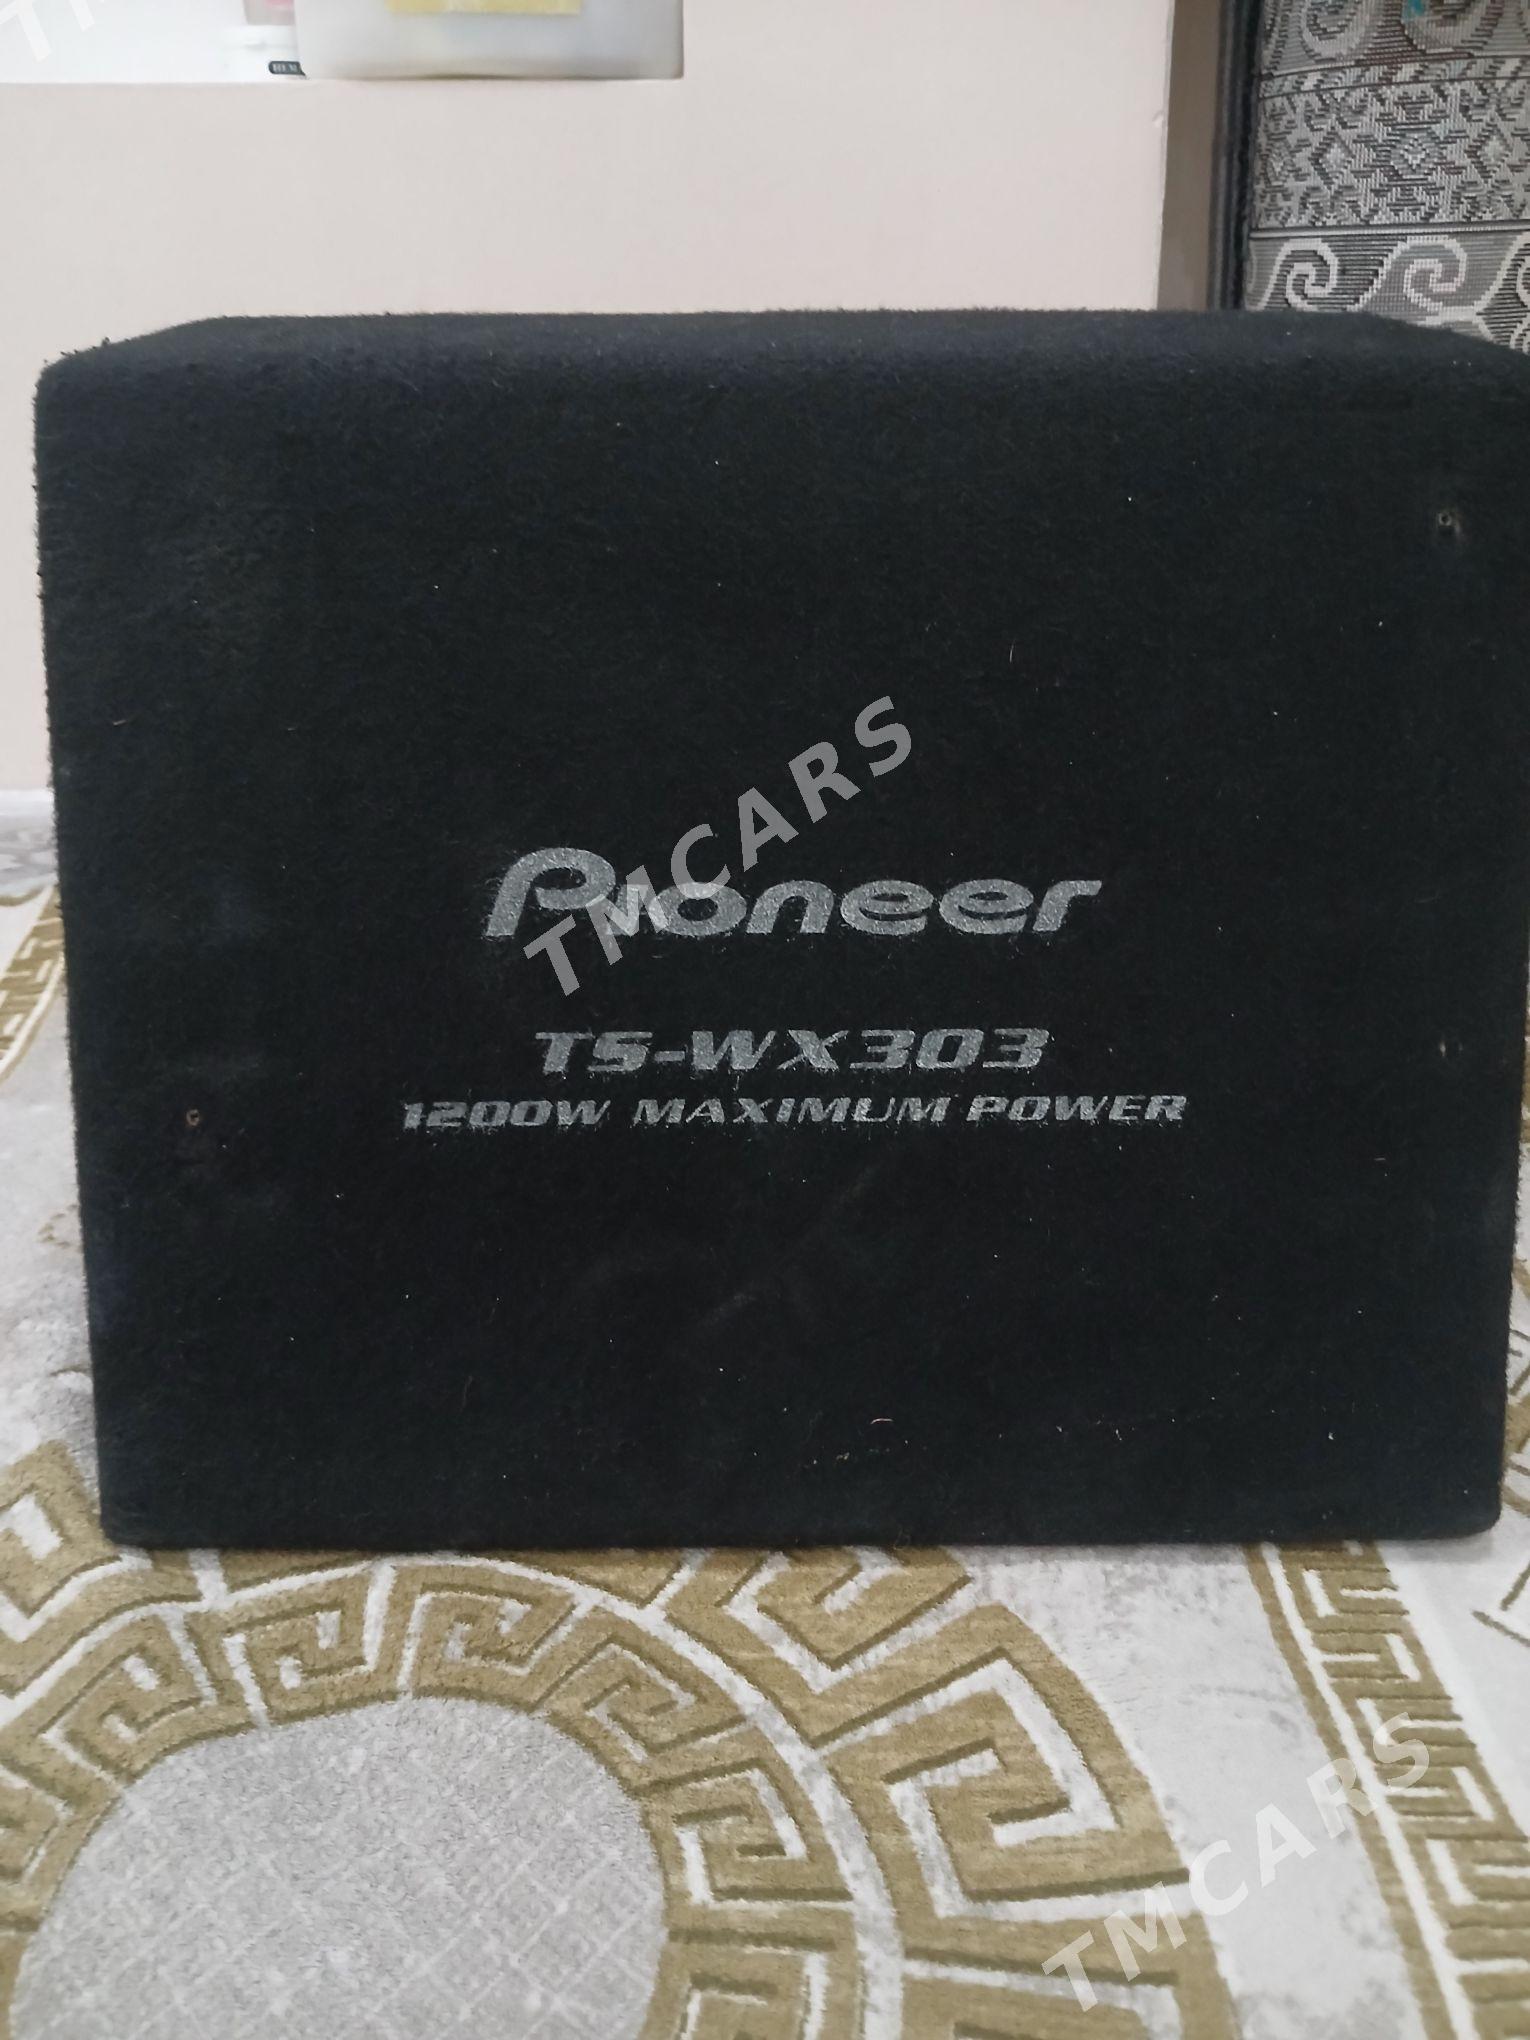 Pioneer
TS-WX303
1200W MAXIMUM POWER
TMCARS
TMCARS